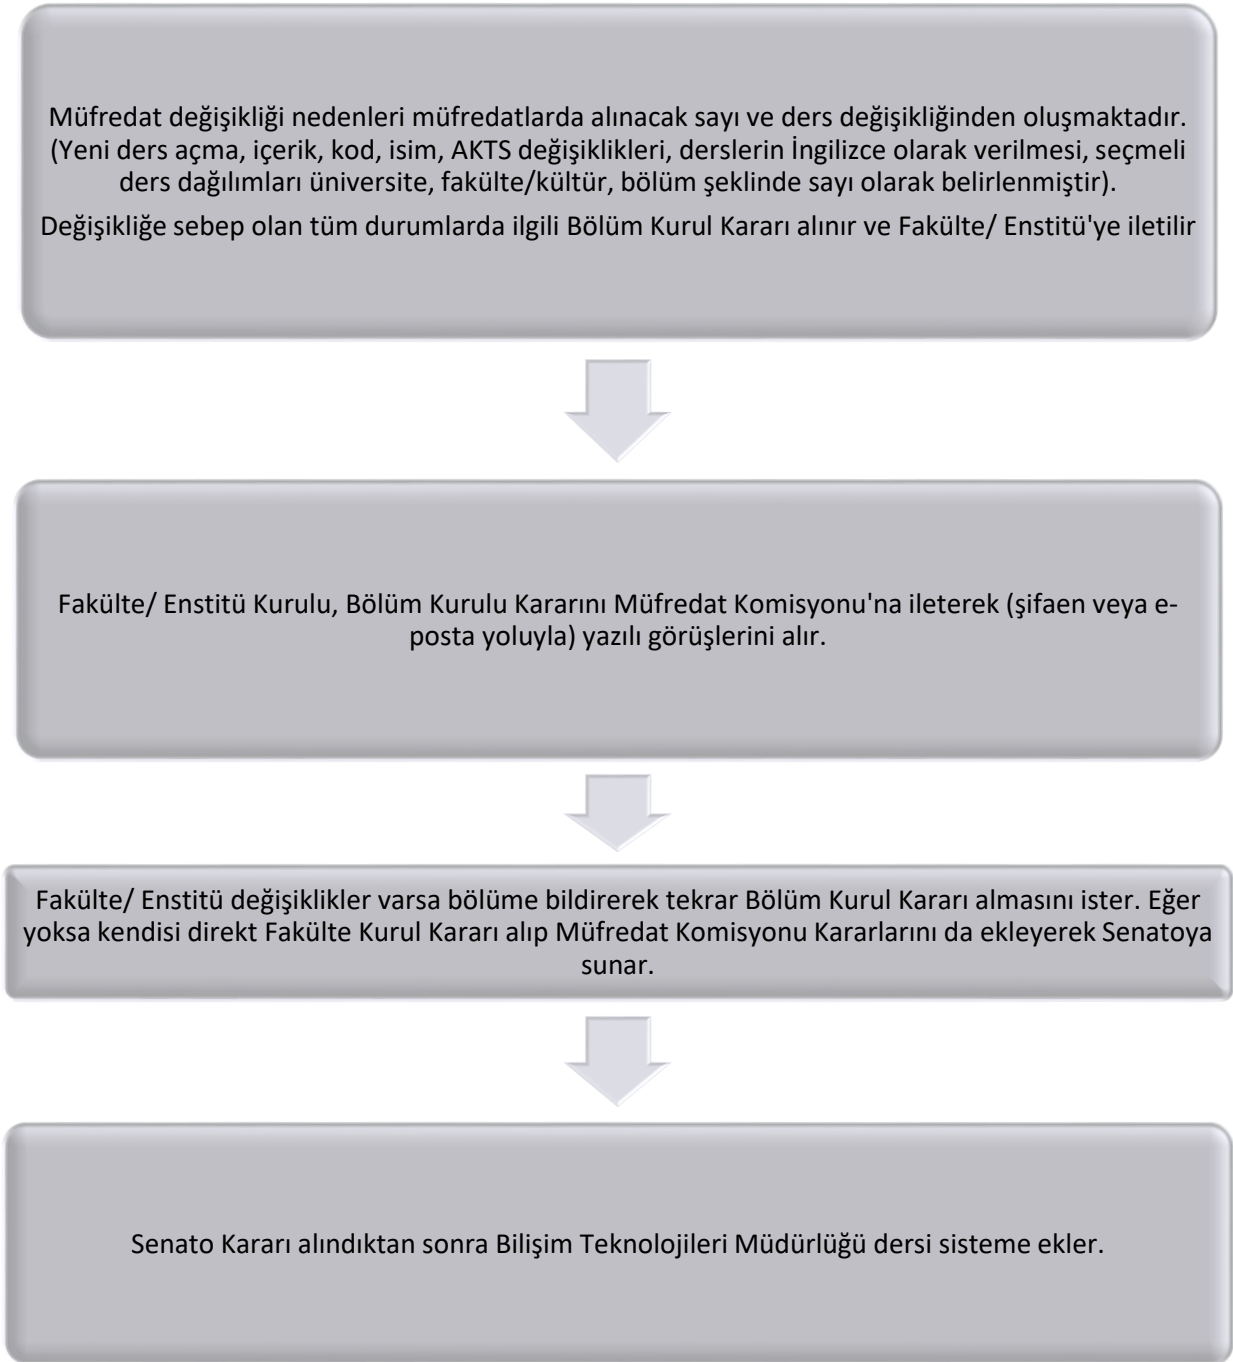 Müfredat değişikliği nedenleri müfredatlarda alınacak sayı ve ders değişikliğinden oluşmaktadır.
(Yeni ders açma, içerik, kod, isim, AKTS değişiklikleri, derslerin İngilizce olarak verilmesi, seçmeli
ders dağılımları üniversite, fakülte/kültür, bölüm şeklinde sayı olarak belirlenmiştir).
Değişikliğe sebep olan tüm durumlarda ilgili Bölüm Kurul Kararı alınır ve Fakülte/ Enstitü'ye iletilir
Fakülte/ Enstitü Kurulu, Bölüm Kurulu Kararını Müfredat Komisyonu'na ileterek (şifaen veya e-
posta yoluyla) yazılı görüşlerini alır.
Fakülte/ Enstitü değişiklikler varsa bölüme bildirerek tekrar Bölüm Kurul Kararı almasını ister. Eğer
yoksa kendisi direkt Fakülte Kurul Kararı alıp Müfredat Komisyonu Kararlarını da ekleyerek Senatoya
sunar.
Senato Kararı alındıktan sonra Bilişim Teknolojileri Müdürlüğü dersi sisteme ekler.